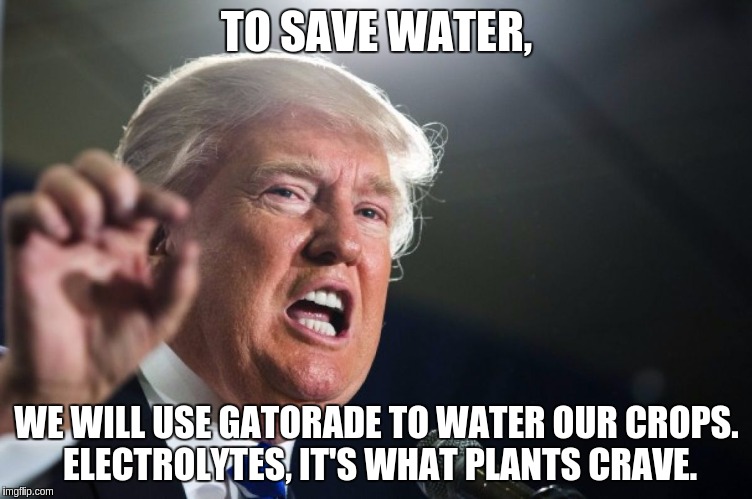 TO SAVE WATER,
WE WILL USE GATORADE TO WATER OUR CROPS.
ELECTROLYTES, IT'S WHAT PLANTS CRAVE.
imgflip.com